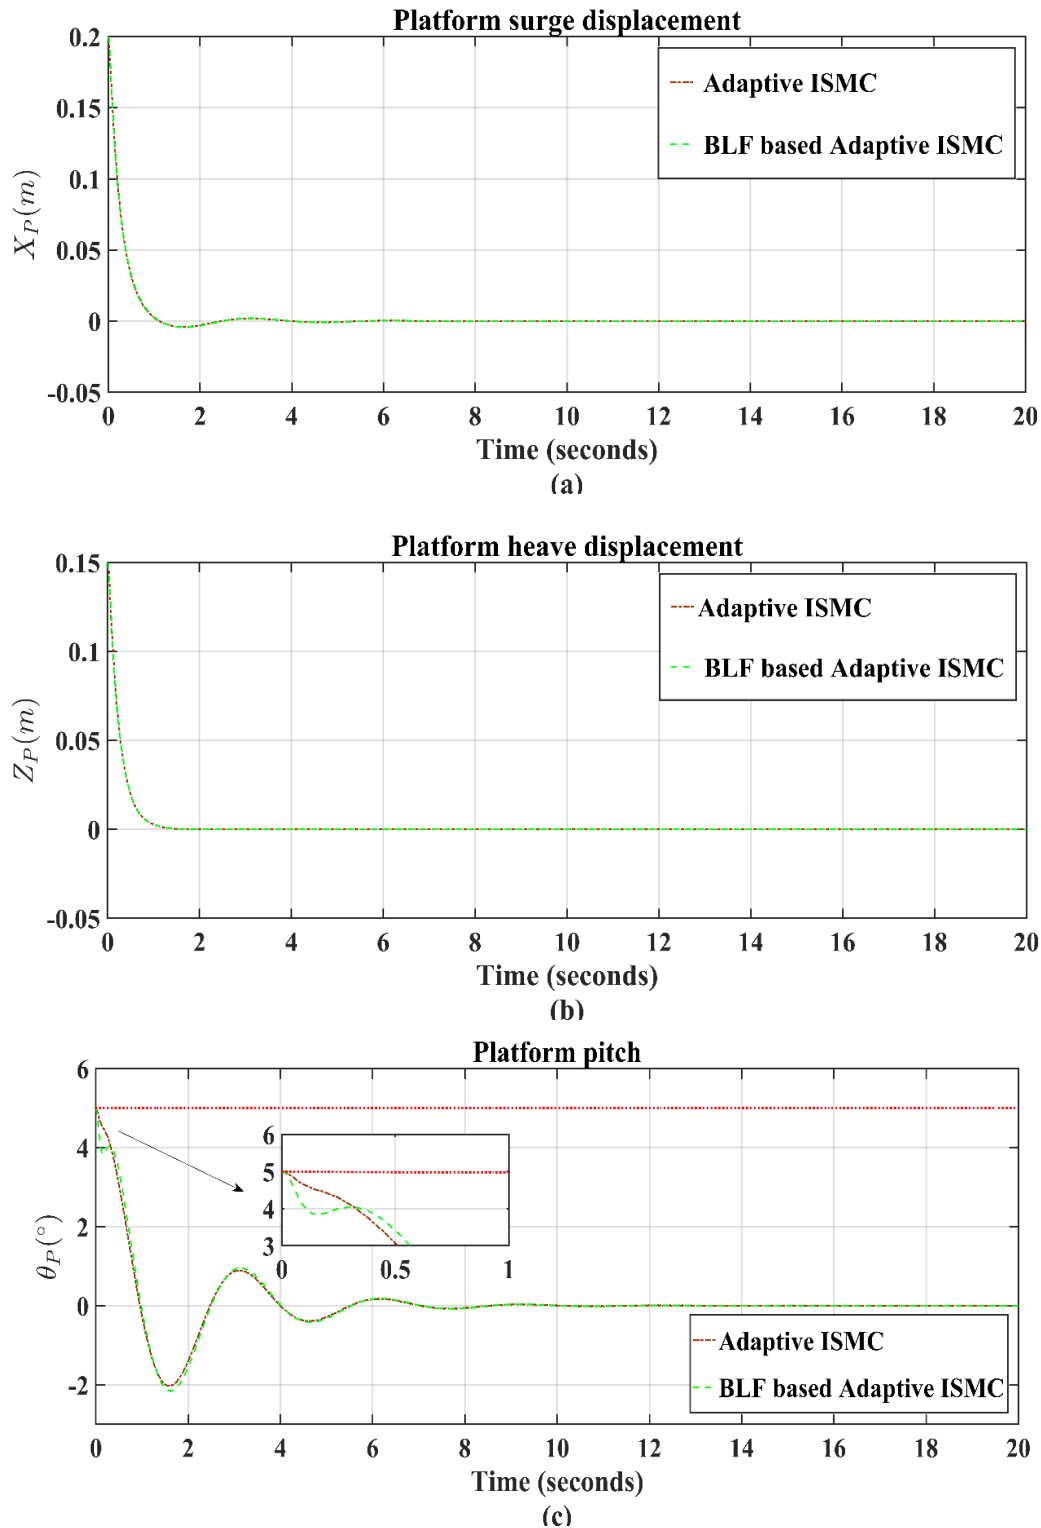 Platform surge displacement
0.2
0.15
0.1
0.05
0
-0.05
X_P(m)
Adaptive ISMC
BLF based Adaptive ISMC
0 2 4 6 8 10 12 14 16 18 20
Time (seconds)
(a)
Platform heave displacement
0.15
0.1
0.05
0
-0.05
Z_P(m)
Adaptive ISMC
BLF based Adaptive ISMC
0 2 4 6 8 10 12 14 16 18 20
Time (seconds)
(b)
Platform pitch
6
4
2
0
-2
θ_P(°)
6
5
4
3
0 0.5 1
Adaptive ISMC
BLF based Adaptive ISMC
0 2 4 6 8 10 12 14 16 18 20
Time (seconds)
(c)